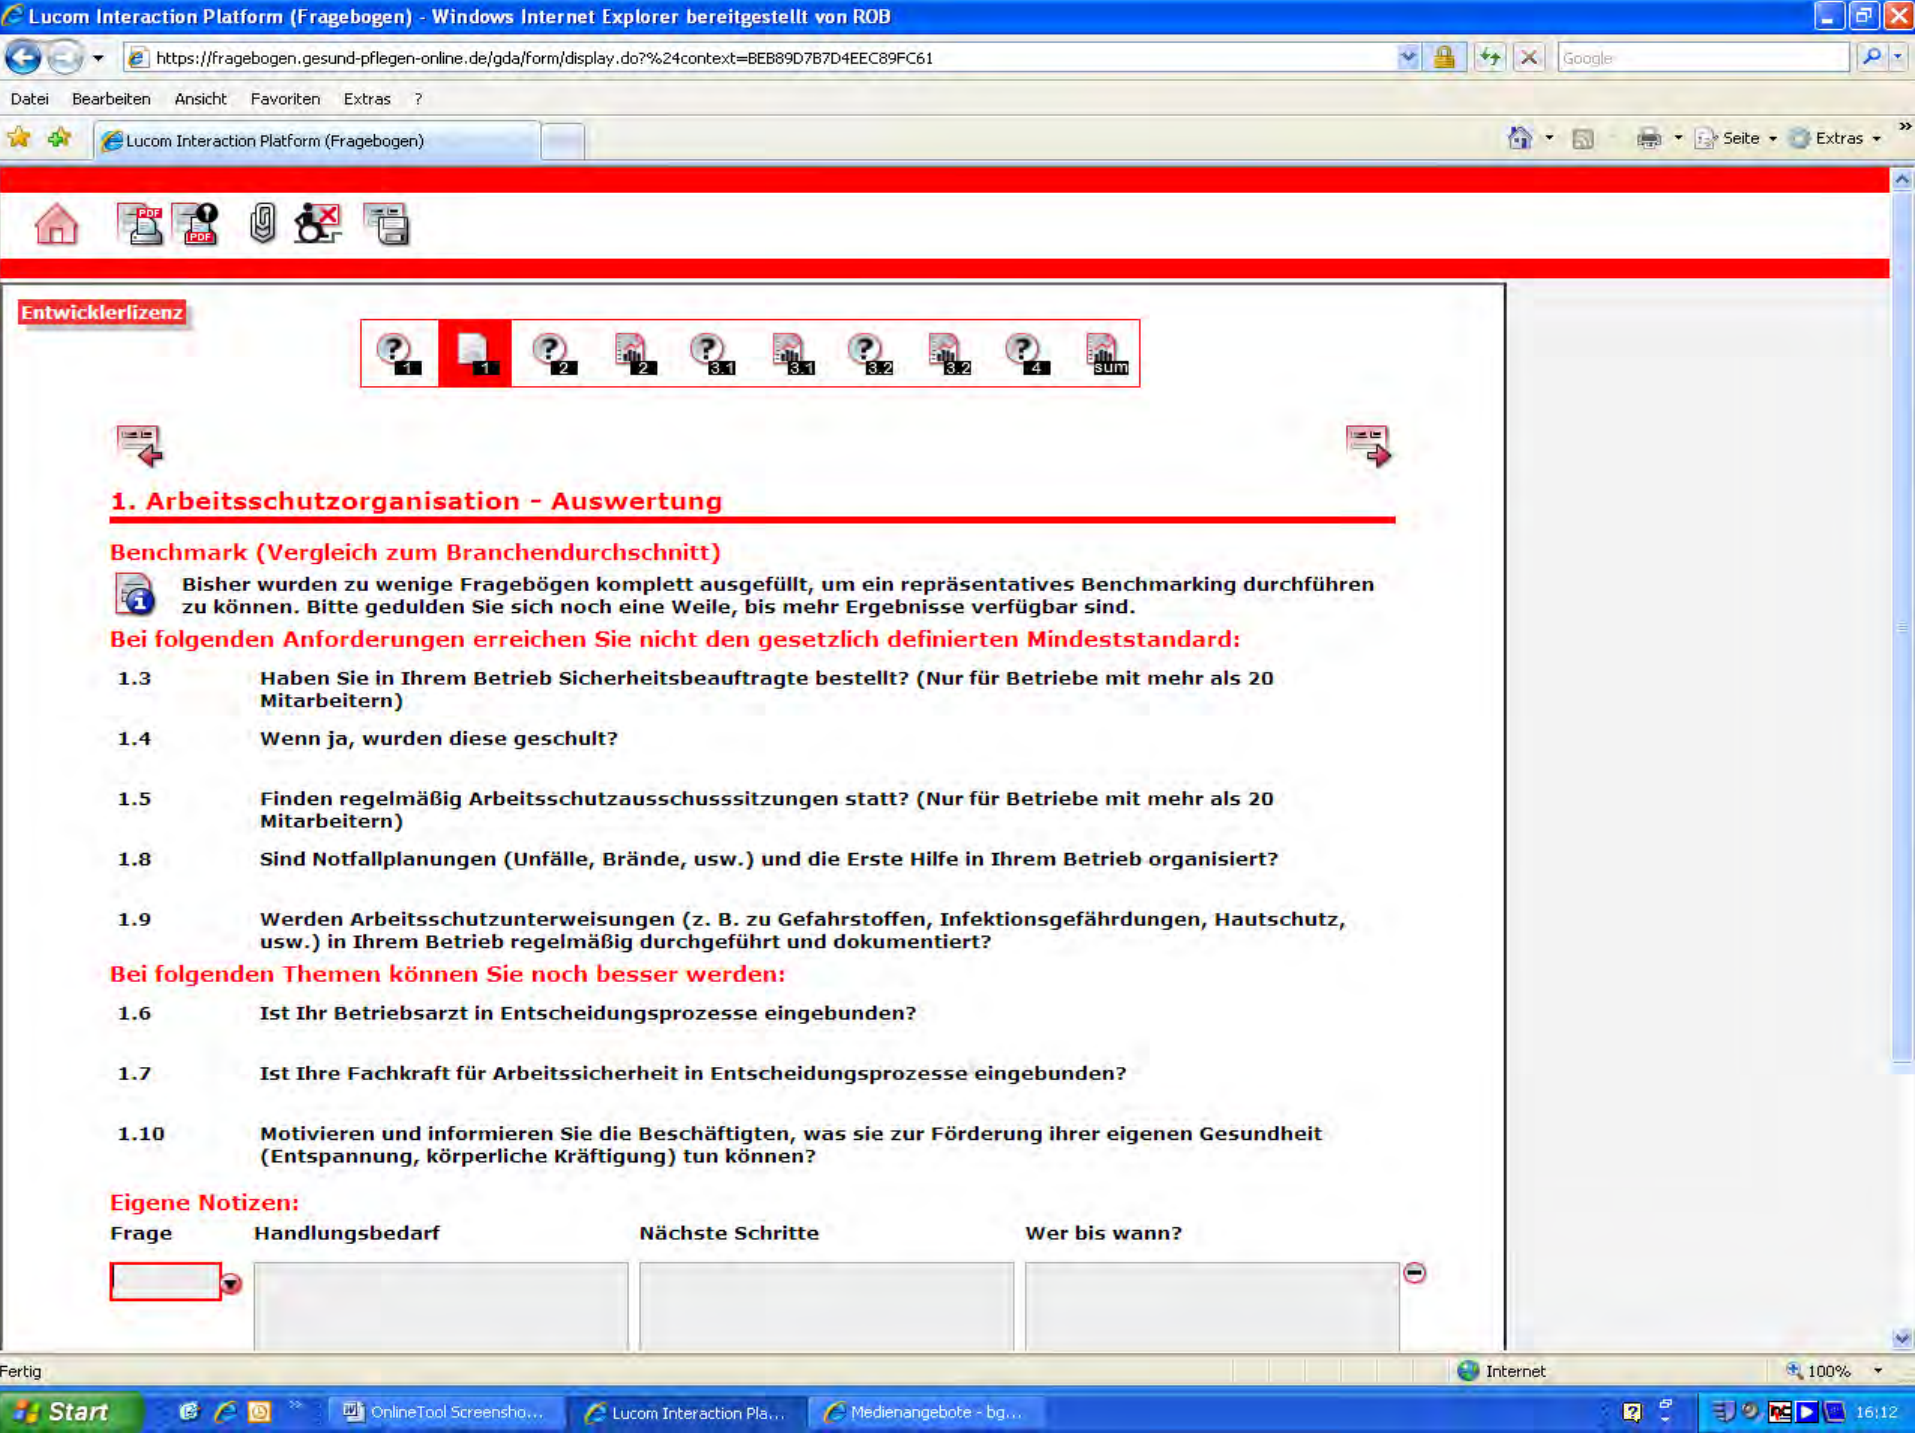 Lucom Interaction Platform (Fragebogen) - Windows Internet Explorer bereitgestellt von ROB
https://fragebogen.gesund-pflegen-online.de/gda/form/display.do?%24context=BEB89D7B7D4EEC89FC61
Google
Datei Bearbeiten Ansicht Favoriten Extras ?
Lucom Interaction Platform (Fragebogen)
Seite Extras »
PDF PDF
Entwicklerlizenz
? 1 1 ? 2 2 ? 3.1 3.1 ? 3.2 3.2 ? 4 sum
1. Arbeitsschutzorganisation - Auswertung
Benchmark (Vergleich zum Branchendurchschnitt)
Bisher wurden zu wenige Fragebögen komplett ausgefüllt, um ein repräsentatives Benchmarking durchführen
zu können. Bitte gedulden Sie sich noch eine Weile, bis mehr Ergebnisse verfügbar sind.
Bei folgenden Anforderungen erreichen Sie nicht den gesetzlich definierten Mindeststandard:
1.3 Haben Sie in Ihrem Betrieb Sicherheitsbeauftragte bestellt? (Nur für Betriebe mit mehr als 20
Mitarbeitern)
1.4 Wenn ja, wurden diese geschult?
1.5 Finden regelmäßig Arbeitsschutzausschusssitzungen statt? (Nur für Betriebe mit mehr als 20
Mitarbeitern)
1.8 Sind Notfallplanungen (Unfälle, Brände, usw.) und die Erste Hilfe in Ihrem Betrieb organisiert?
1.9 Werden Arbeitsschutzunterweisungen (z. B. zu Gefahrstoffen, Infektionsgefährdungen, Hautschutz,
usw.) in Ihrem Betrieb regelmäßig durchgeführt und dokumentiert?
Bei folgenden Themen können Sie noch besser werden:
1.6 Ist Ihr Betriebsarzt in Entscheidungsprozesse eingebunden?
1.7 Ist Ihre Fachkraft für Arbeitssicherheit in Entscheidungsprozesse eingebunden?
1.10 Motivieren und informieren Sie die Beschäftigten, was sie zur Förderung ihrer eigenen Gesundheit
(Entspannung, körperliche Kräftigung) tun können?
Eigene Notizen:
Frage Handlungsbedarf Nächste Schritte Wer bis wann?
Fertig Internet 100%
Start » OnlineTool Screensho... Lucom Interaction Pla... Medienangebote - bg... 16:12